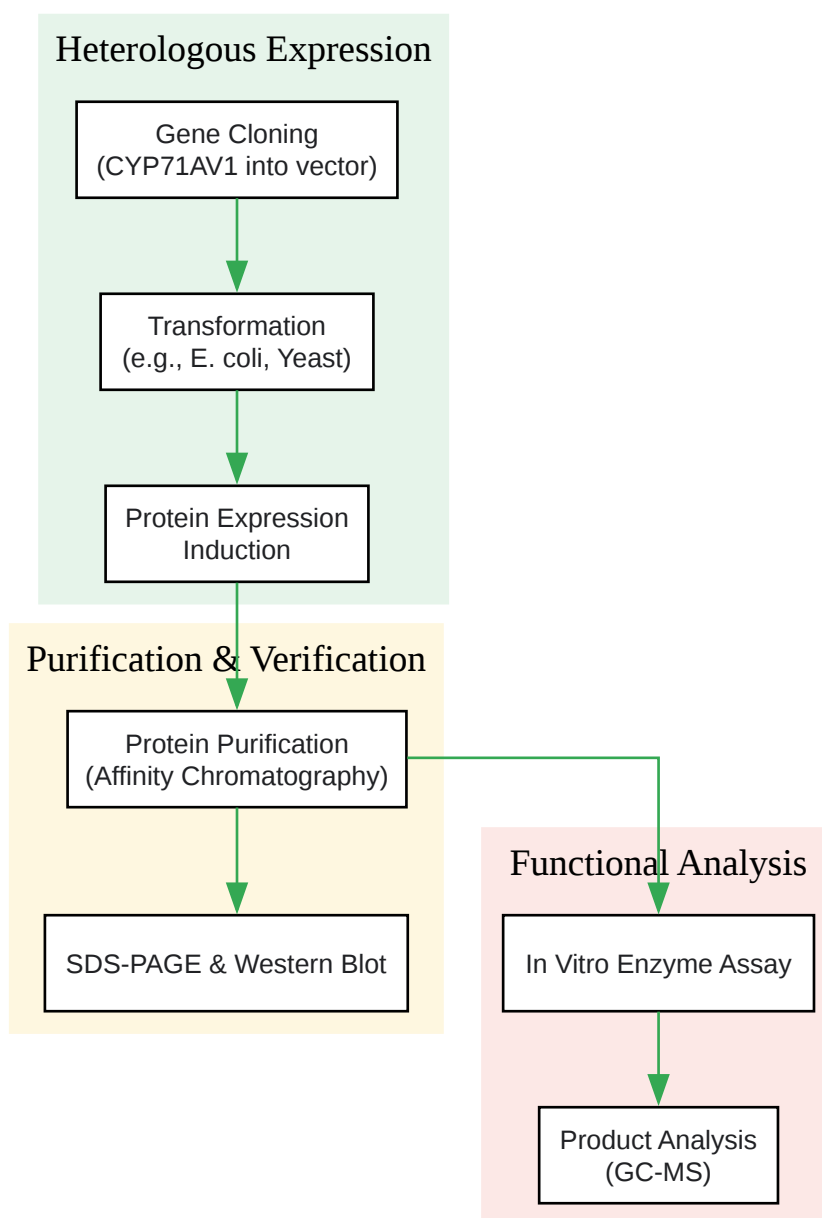 Heterologous Expression
Gene Cloning
(CYP71AV1 into vector)
Transformation
(e.g., E. coli, Yeast)
Protein Expression
Induction
Purification & Verification
Protein Purification
(Affinity Chromatography)
SDS-PAGE & Western Blot
Functional Analysis
In Vitro Enzyme Assay
Product Analysis
(GC-MS)